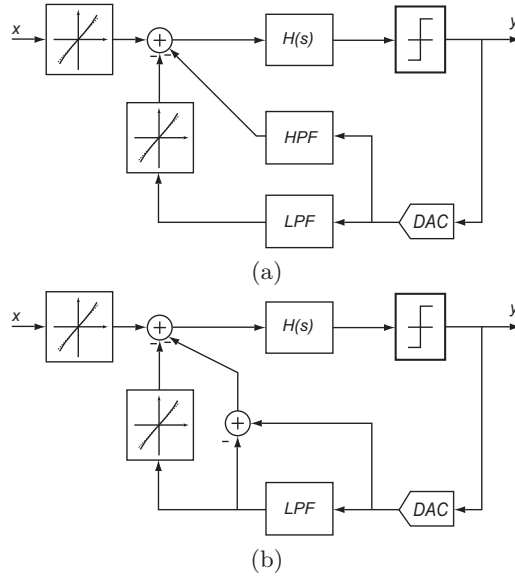 x
y
+
H(s)
- -
HPF
LPF
DAC
(a)
x
y
+
H(s)
- -
+
-
LPF
DAC
(b)